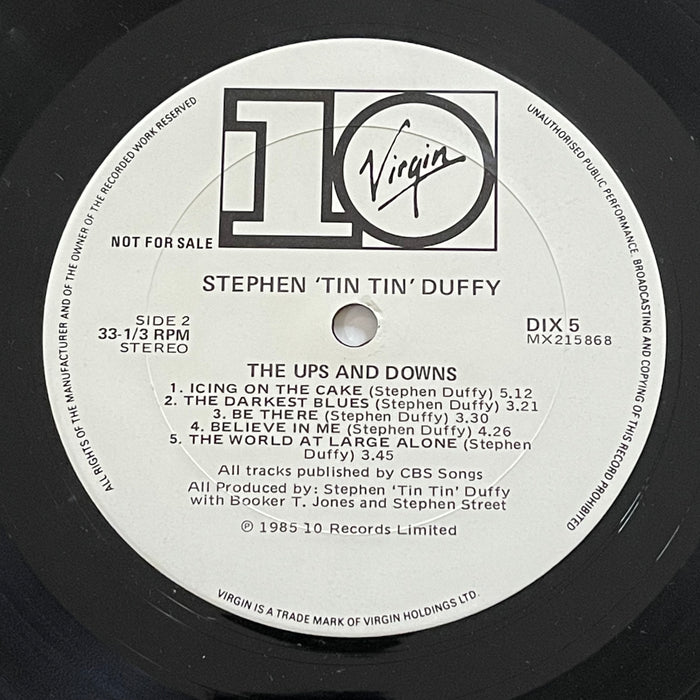 ALL RIGHTS OF THE MANUFACTURER AND OF THE OWNER OF THE RECORDED WORK RESERVED
UNAUTHORISED PUBLIC PERFORMANCE, BROADCASTING AND COPYING OF THIS RECORD PROHIBITED
10
Virgin
NOT FOR SALE
STEPHEN 'TIN TIN' DUFFY
SIDE 2
33-1/3 RPM
STEREO
DIX 5
MX215868
THE UPS AND DOWNS
1. ICING ON THE CAKE (Stephen Duffy) 5.12
2. THE DARKEST BLUES (Stephen Duffy) 3.21
3. BE THERE (Stephen Duffy) 3.30
4. BELIEVE IN ME (Stephen Duffy) 4.26
5. THE WORLD AT LARGE ALONE (Stephen
Duffy) 3.45
All tracks published by CBS Songs
All Produced by: Stephen 'Tin Tin' Duffy
with Booker T. Jones and Stephen Street
℗ 1985 10 Records Limited
VIRGIN IS A TRADE MARK OF VIRGIN HOLDINGS LTD.